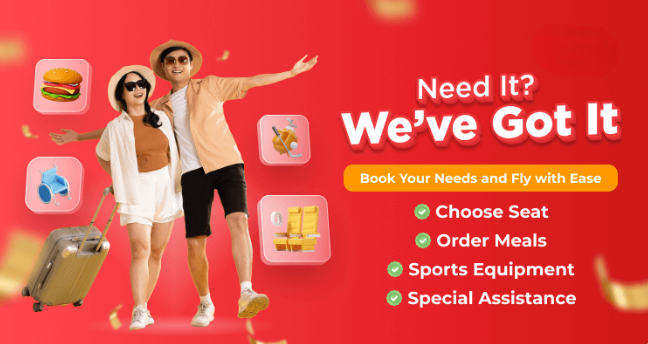 Need It?
We've Got It
Book Your Needs and Fly with Ease
Choose Seat
Order Meals
Sports Equipment
Special Assistance